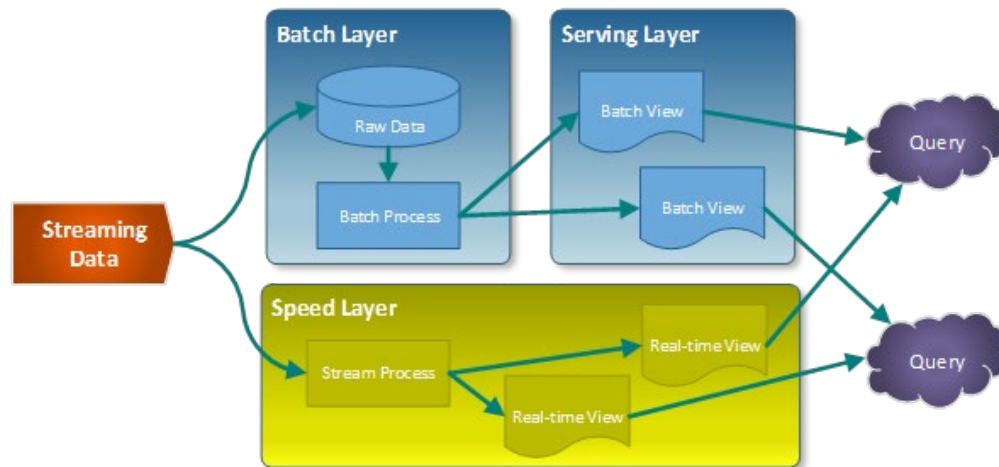 Batch Layer
Serving Layer
Raw Data
Batch View
Query
Batch Process
Batch View
Streaming
Data
Speed Layer
Real-time View
Query
Stream Process
Real-time View